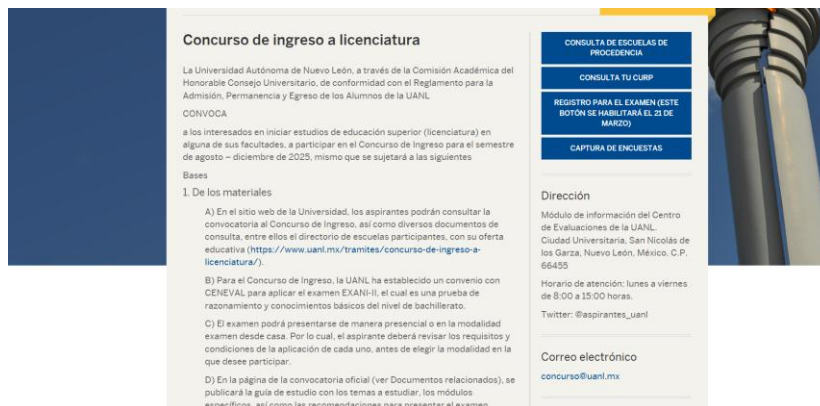 Concurso de ingreso a licenciatura
La Universidad Autónoma de Nuevo León, a través de la Comisión Académica del
Honorable Consejo Universitario, de conformidad con el Reglamento para la
Admisión, Permanencia y Egreso de los Alumnos de la UANL
CONVOCA
a los interesados en iniciar estudios de educación superior (licenciatura) en
alguna de sus facultades, a participar en el Concurso de Ingreso para el semestre
de agosto – diciembre de 2025, mismo que se sujetará a las siguientes
Bases
1. De los materiales
A) En el sitio web de la Universidad, los aspirantes podrán consultar la
convocatoria al Concurso de Ingreso, así como diversos documentos de
consulta, entre ellos el directorio de escuelas participantes, con su oferta
educativa (https://www.uanl.mx/tramites/concurso-de-ingreso-a-
licenciatura/).
B) Para el Concurso de Ingreso, la UANL ha establecido un convenio con
CENEVAL para aplicar el examen EXANI-II, el cual es una prueba de
razonamiento y conocimientos básicos del nivel de bachillerato.
C) El examen podrá presentarse de manera presencial o en la modalidad
examen desde casa. Por lo cual, el aspirante deberá revisar los requisitos y
condiciones de la aplicación de cada uno, antes de elegir la modalidad en la
que desee participar.
D) En la página de la convocatoria oficial (ver Documentos relacionados), se
publicará la guía de estudio con los temas a estudiar, los módulos
específicos, así como las recomendaciones para presentar el examen
CONSULTA DE ESCUELAS DE
PROCEDENCIA
CONSULTA TU CURP
REGISTRO PARA EL EXAMEN (ESTE
BOTÓN SE HABILITARÁ EL 21 DE
MARZO)
CAPTURA DE ENCUESTAS
Dirección
Módulo de información del Centro
de Evaluaciones de la UANL.
Ciudad Universitaria, San Nicolás de
los Garza, Nuevo León, México. C.P.
66455
Horario de atención: lunes a viernes
de 8:00 a 15:00 horas.
Twitter: @aspirantes_uanl
Correo electrónico
concurso@uanl.mx